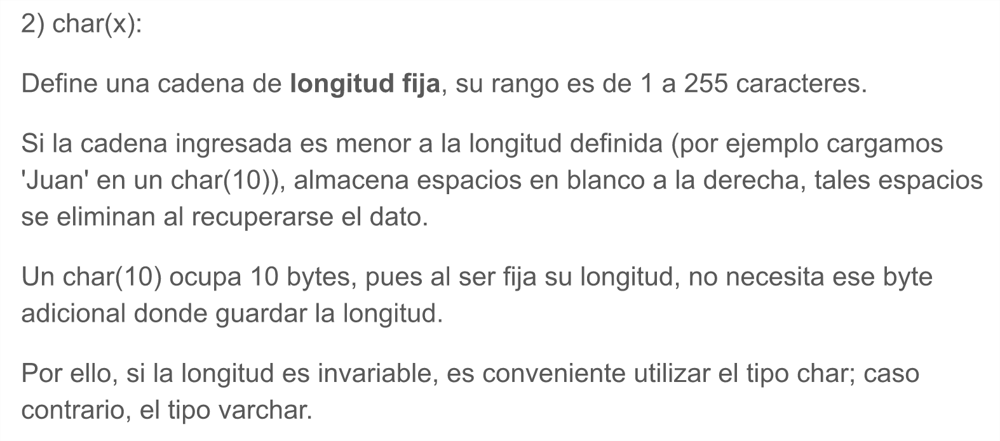 2) char(x):
Define una cadena de longitud fija, su rango es de 1 a 255 caracteres.
Si la cadena ingresada es menor a la longitud definida (por ejemplo cargamos
'Juan' en un char(10)), almacena espacios en blanco a la derecha, tales espacios
se eliminan al recuperarse el dato.
Un char(10) ocupa 10 bytes, pues al ser fija su longitud, no necesita ese byte
adicional donde guardar la longitud.
Por ello, si la longitud es invariable, es conveniente utilizar el tipo char; caso
contrario, el tipo varchar.